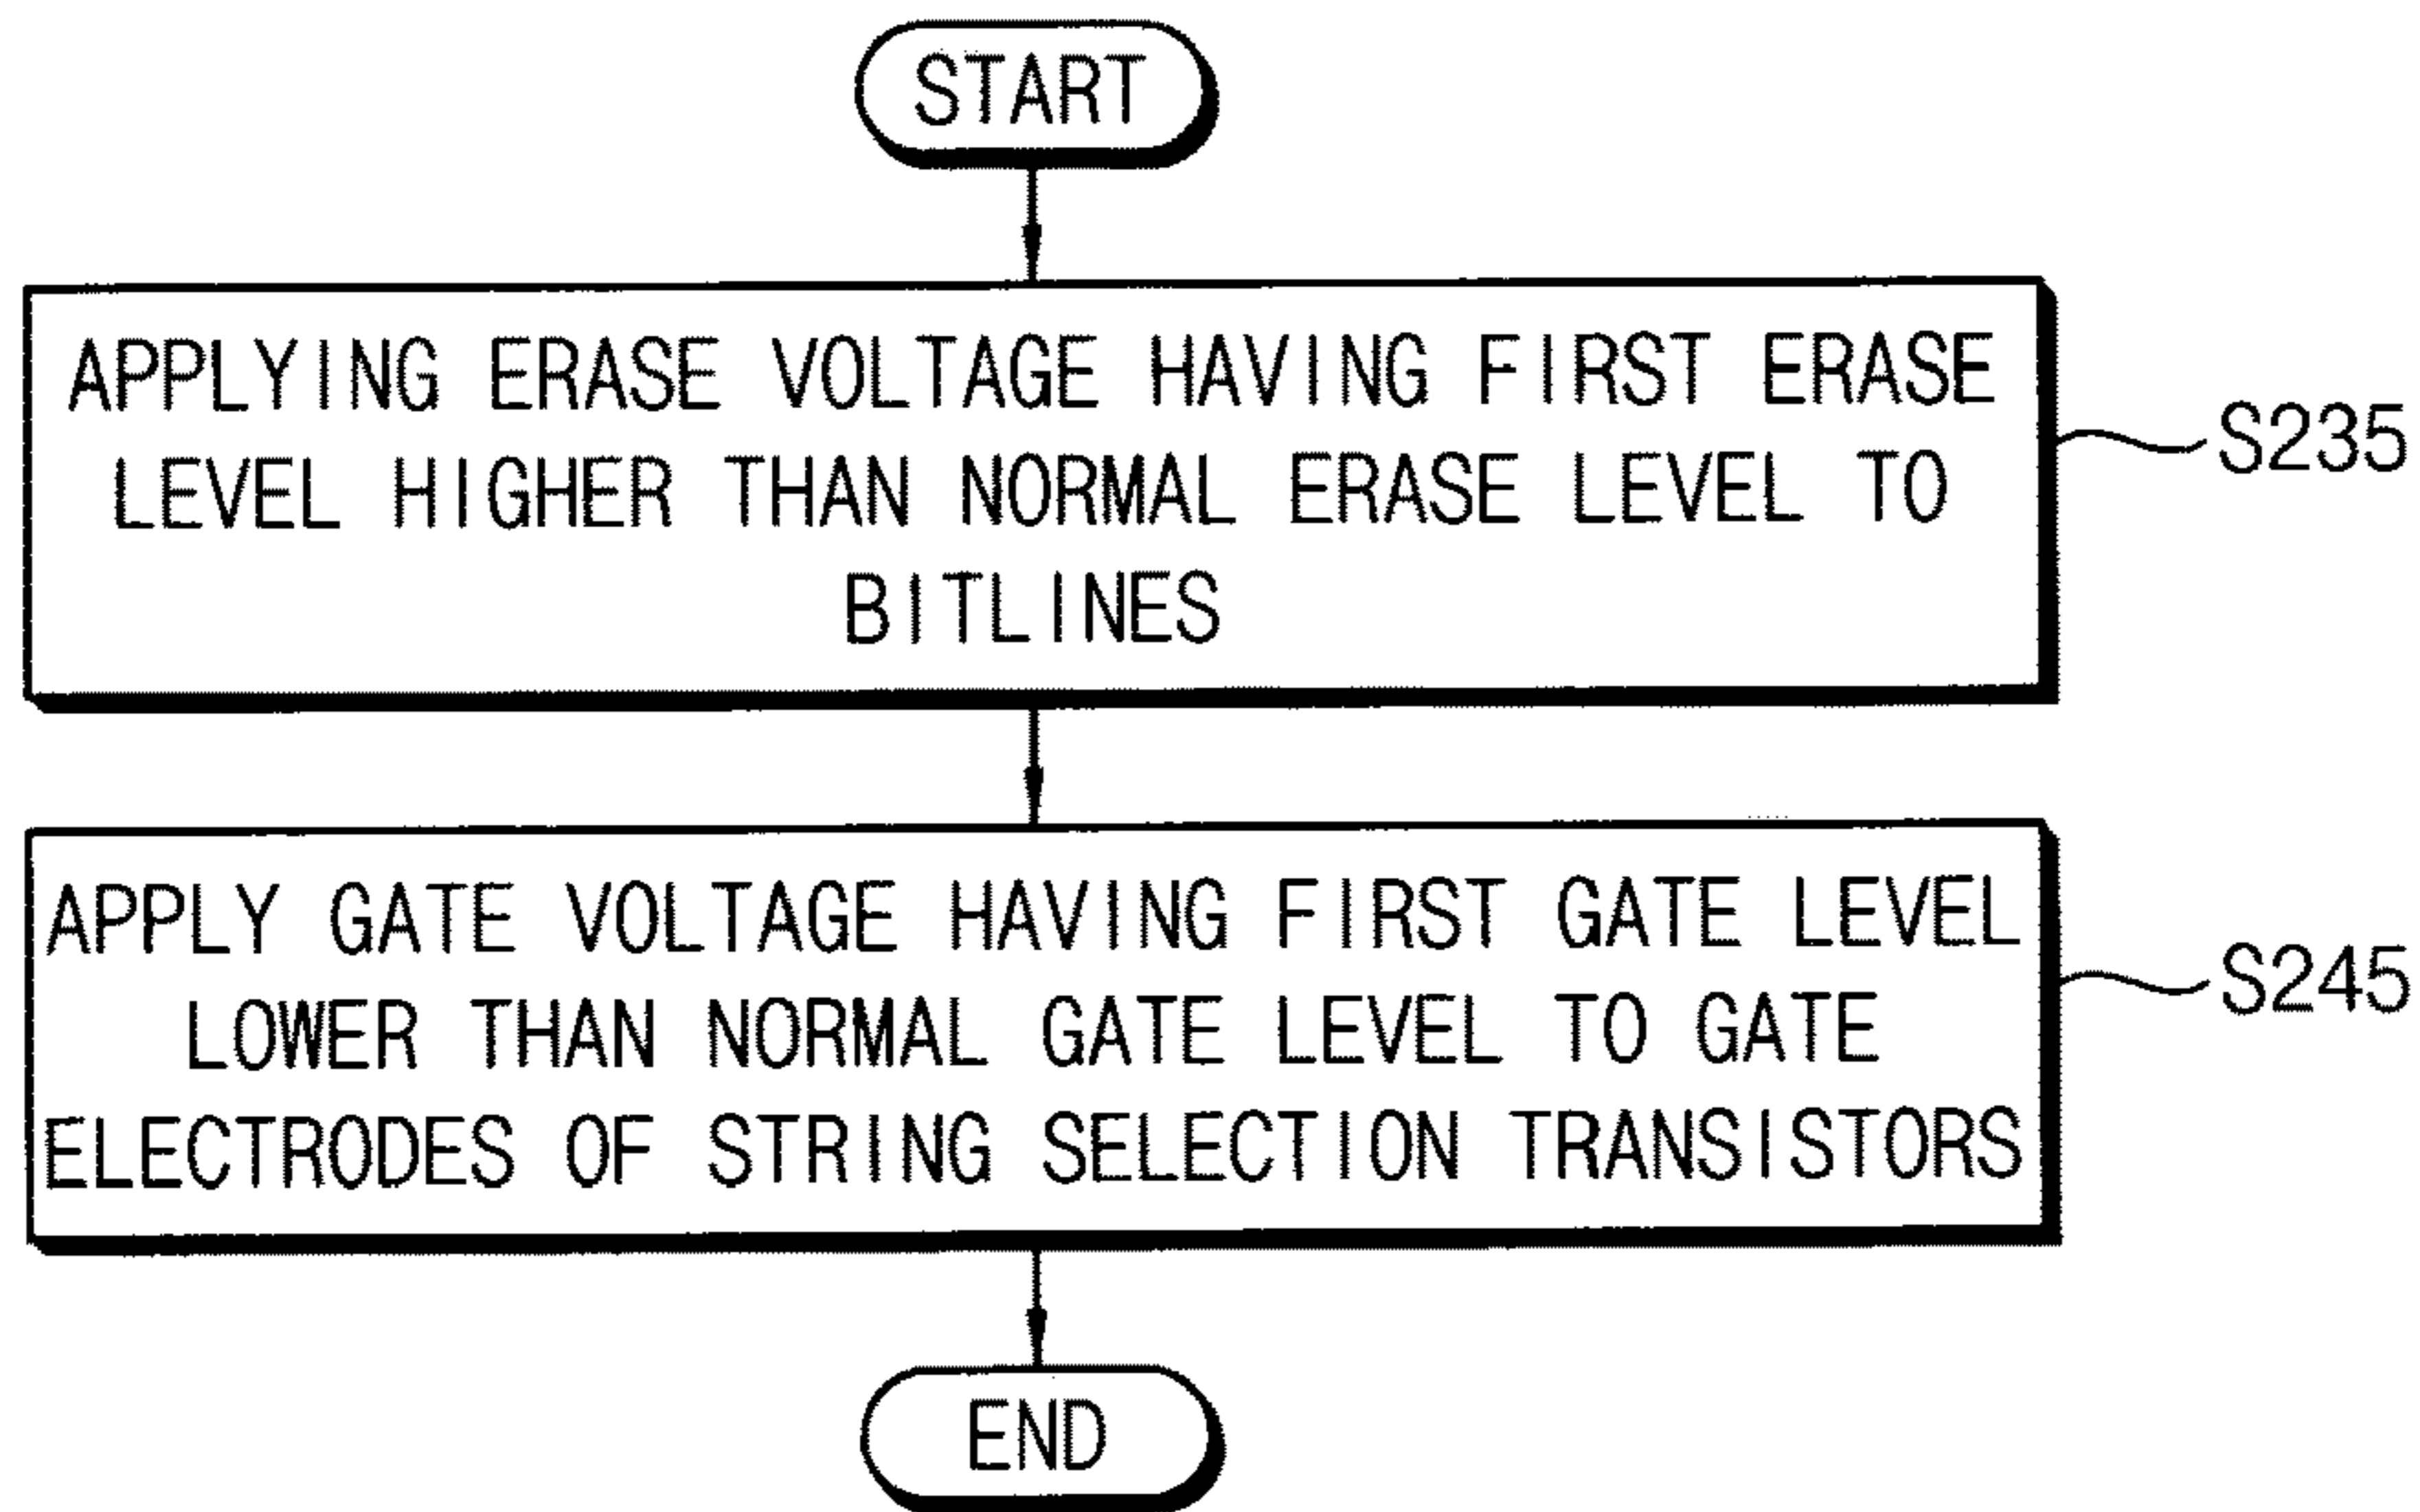 START
APPLYING ERASE VOLTAGE HAVING FIRST ERASE
LEVEL HIGHER THAN NORMAL ERASE LEVEL TO
BITLINES
S235
APPLY GATE VOLTAGE HAVING FIRST GATE LEVEL
LOWER THAN NORMAL GATE LEVEL TO GATE
ELECTRODES OF STRING SELECTION TRANSISTORS
S245
END